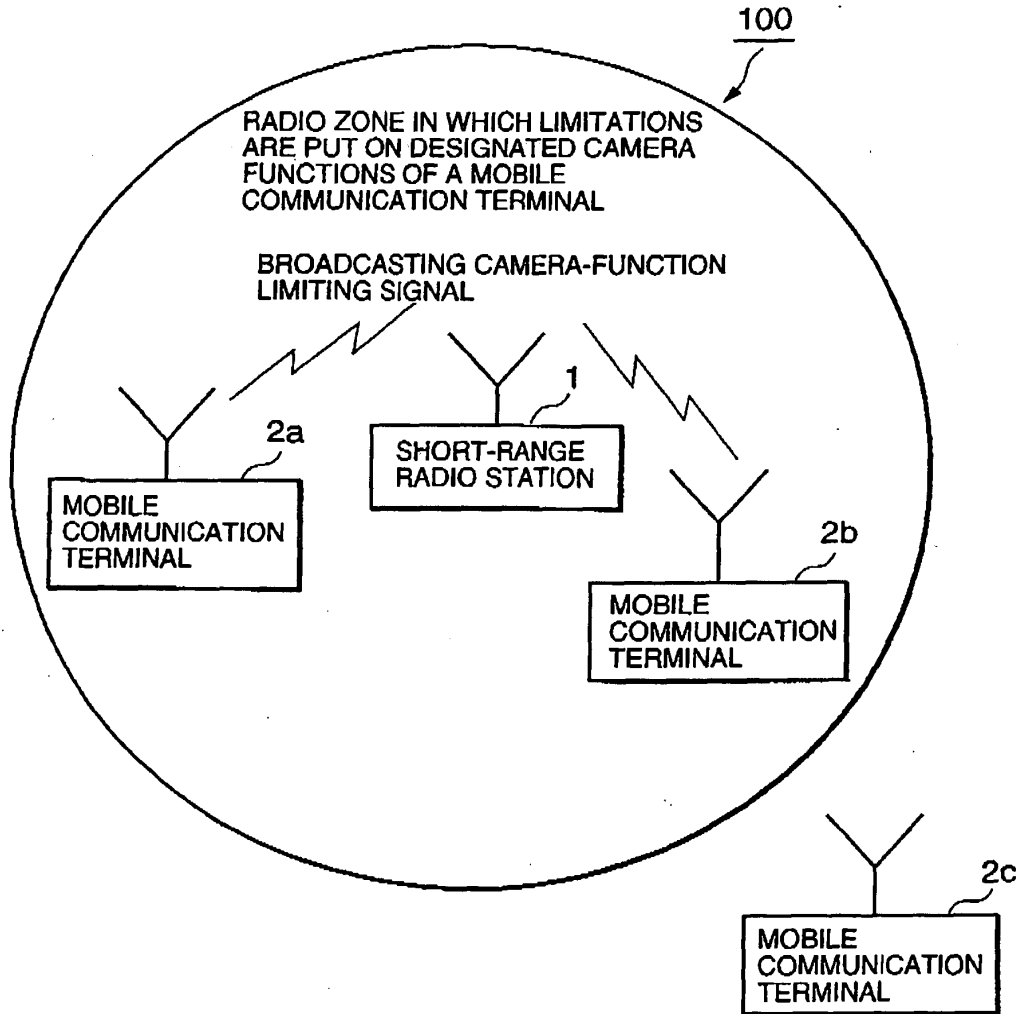 100
RADIO ZONE IN WHICH LIMITATIONS
ARE PUT ON DESIGNATED CAMERA
FUNCTIONS OF A MOBILE
COMMUNICATION TERMINAL
BROADCASTING CAMERA-FUNCTION
LIMITING SIGNAL
1
SHORT-RANGE
RADIO STATION
2a
MOBILE
COMMUNICATION
TERMINAL
2b
MOBILE
COMMUNICATION
TERMINAL
2c
MOBILE
COMMUNICATION
TERMINAL